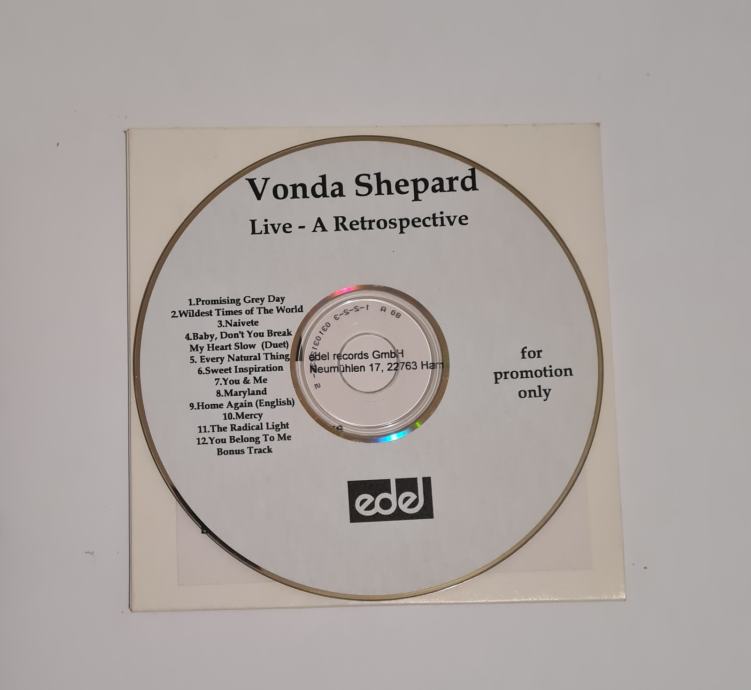 Vonda Shepard
Live - A Retrospective
1.Promising Grey Day
2.Wildest Times of The World
3.Naivete
4.Baby, Don't You Break
My Heart Slow (Duet)
5. Every Natural Thing
6.Sweet Inspiration
7.You & Me
8.Maryland
9.Home Again (English)
10.Mercy
11.The Radical Light
12.You Belong To Me
Bonus Track
edel records GmbH
Neumühlen 17, 22763 Ham
for
promotion
only
edel